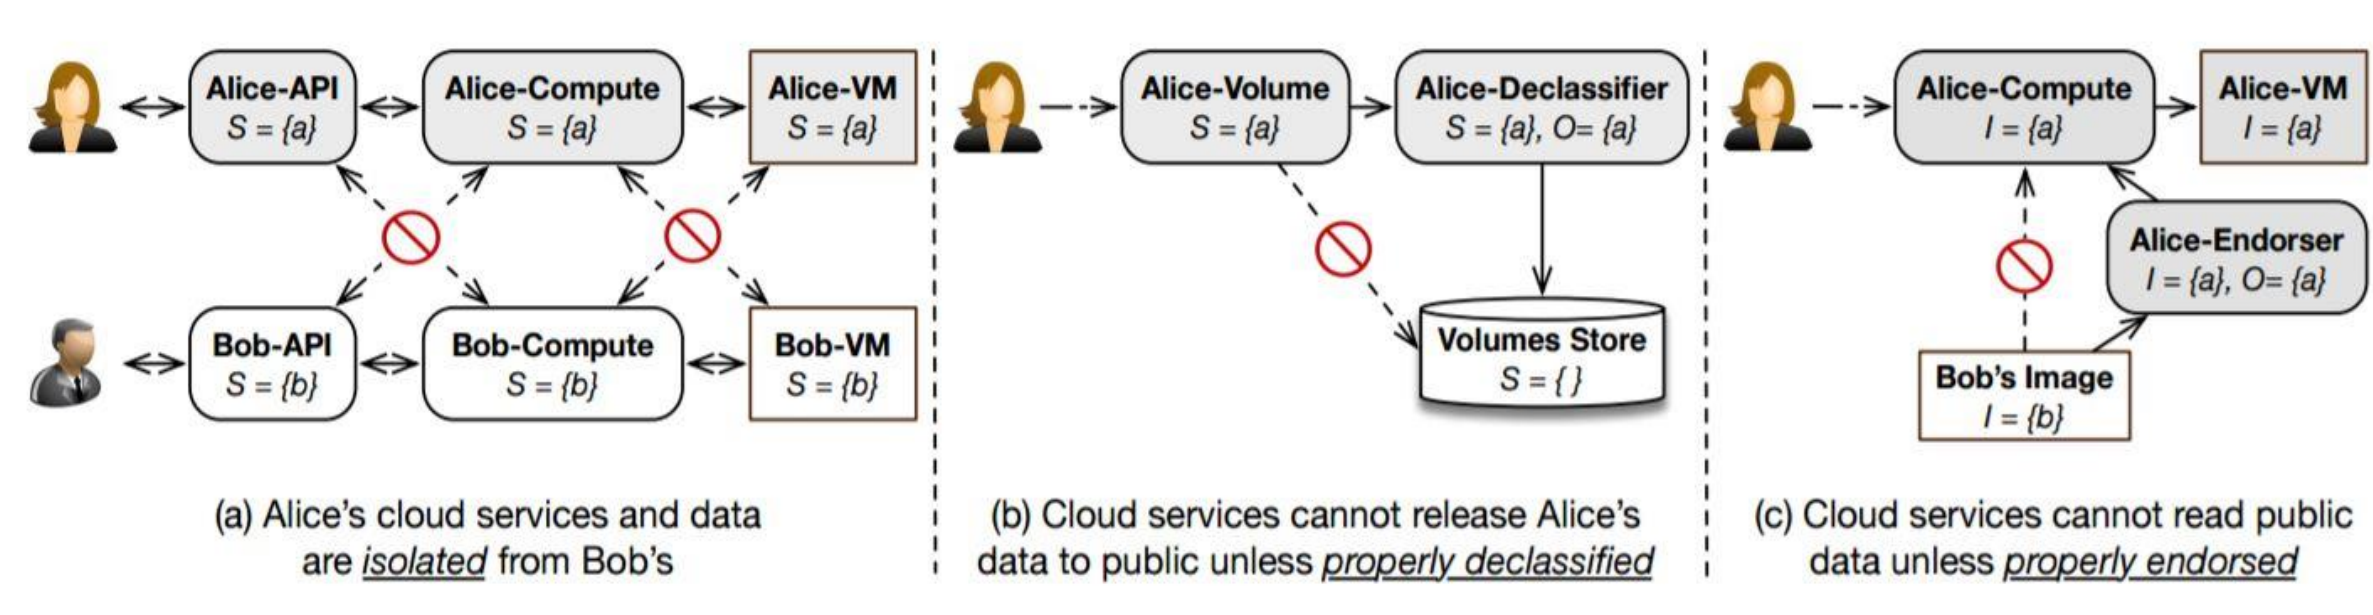 Alice-API
S = {a}
Alice-Compute
S = {a}
Alice-VM
S = {a}
Bob-API
S = {b}
Bob-Compute
S = {b}
Bob-VM
S = {b}
(a) Alice's cloud services and data
are isolated from Bob's
Alice-Volume
S = {a}
Alice-Declassifier
S = {a}, O= {a}
Volumes Store
S = { }
(b) Cloud services cannot release Alice's
data to public unless properly declassified
Alice-Compute
I = {a}
Alice-VM
I = {a}
Alice-Endorser
I = {a}, O= {a}
Bob's Image
I = {b}
(c) Cloud services cannot read public
data unless properly endorsed